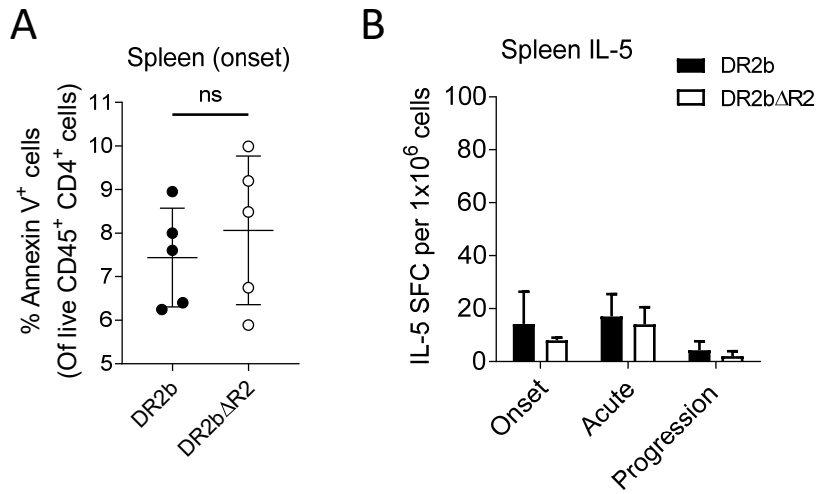 A
Spleen (onset)
% Annexin V⁺ cells
(Of live CD45⁺ CD4⁺ cells)
11
10
9
8
7
6
5
ns
DR2b
DR2bΔR2
B
Spleen IL-5
DR2b
DR2bΔR2
IL-5 SFC per 1x10⁶ cells
100
80
60
40
20
0
Onset
Acute
Progression